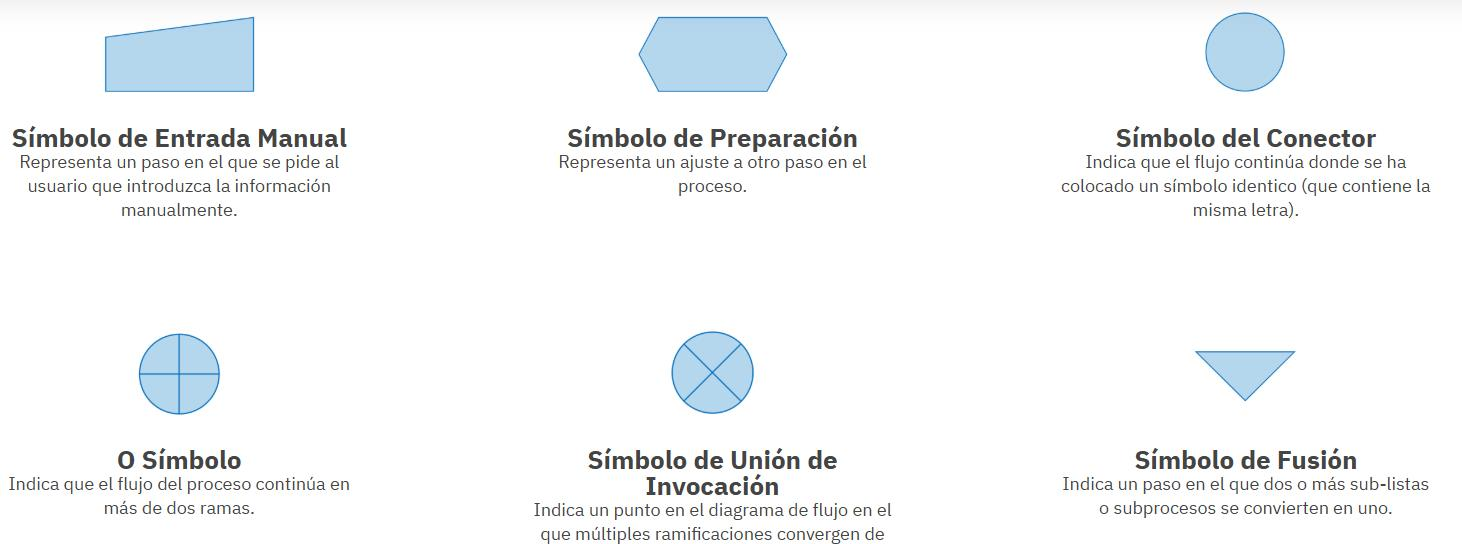 Símbolo de Entrada Manual
Representa un paso en el que se pide al
usuario que introduzca la información
manualmente.
Símbolo de Preparación
Representa un ajuste a otro paso en el
proceso.
Símbolo del Conector
Indica que el flujo continúa donde se ha
colocado un símbolo identico (que contiene la
misma letra).
O Símbolo
Indica que el flujo del proceso continúa en
más de dos ramas.
Símbolo de Unión de
Invocación
Indica un punto en el diagrama de flujo en el
que múltiples ramificaciones convergen de
Símbolo de Fusión
Indica un paso en el que dos o más sub-listas
o subprocesos se convierten en uno.